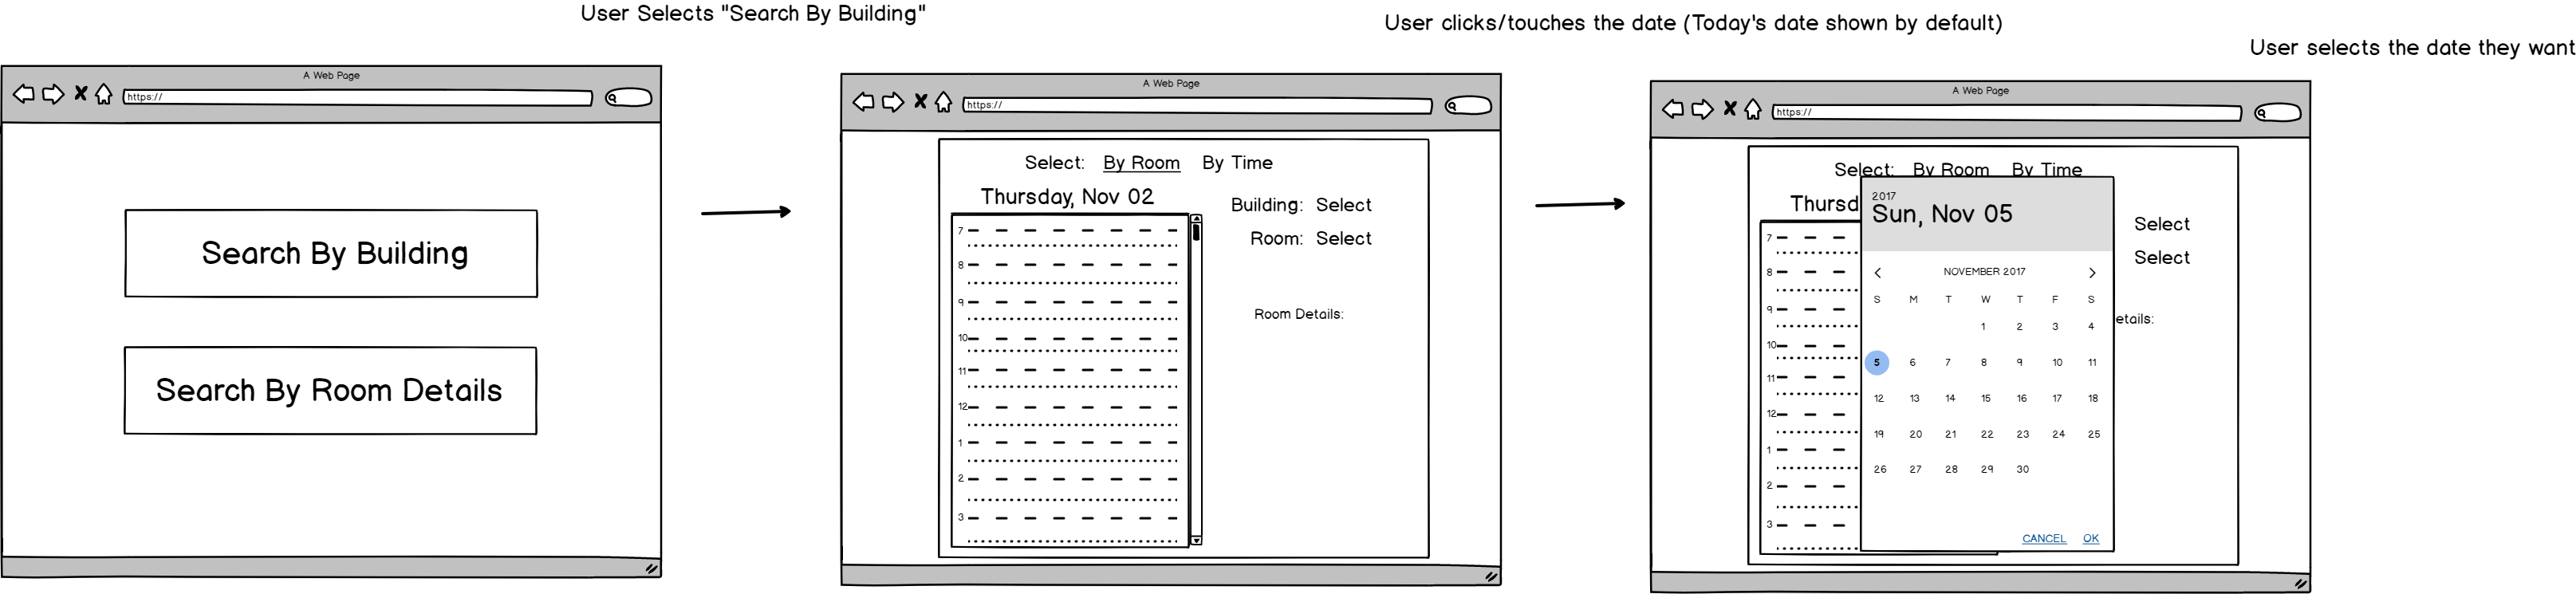 User Selects "Search By Building"
User clicks/touches the date (Today's date shown by default)
User selects the date they want
A Web Page
https://
Search By Building
Search By Room Details
A Web Page
https://
Select: By Room By Time
Thursday, Nov 02
Building: Select
Room: Select
Room Details:
7
8
9
10
11
12
1
2
3
A Web Page
https://
Select: By Room By Time
Thursd
Select
Select
etails:
7
8
9
10
11
12
1
2
3
2017
Sun, Nov 05
< NOVEMBER 2017 >
S M T W T F S
1 2 3 4
5 6 7 8 9 10 11
12 13 14 15 16 17 18
19 20 21 22 23 24 25
26 27 28 29 30
CANCEL OK